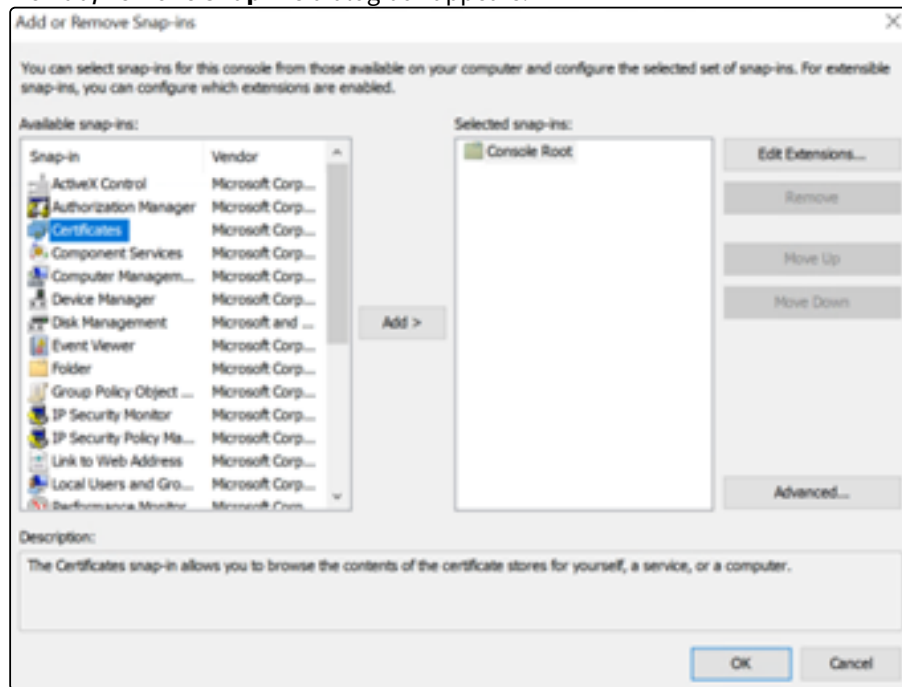 Add or Remove Snap-ins
You can select snap-ins for this console from those available on your computer and configure the selected set of snap-ins. For extensible
snap-ins, you can configure which extensions are enabled.
Available snap-ins:
Selected snap-ins:
Snap-in Vendor
ActiveX Control Microsoft Corp...
Authorization Manager Microsoft Corp...
Certificates Microsoft Corp...
Component Services Microsoft Corp...
Computer Managem... Microsoft Corp...
Device Manager Microsoft Corp...
Disk Management Microsoft and ...
Event Viewer Microsoft Corp...
Folder Microsoft Corp...
Group Policy Object ... Microsoft Corp...
IP Security Monitor Microsoft Corp...
IP Security Policy Ma... Microsoft Corp...
Link to Web Address Microsoft Corp...
Local Users and Gro... Microsoft Corp...
Performance Monitor Microsoft Corp...
Add >
Console Root
Edit Extensions...
Remove
Move Up
Move Down
Advanced...
Description:
The Certificates snap-in allows you to browse the contents of the certificate stores for yourself, a service, or a computer.
OK Cancel